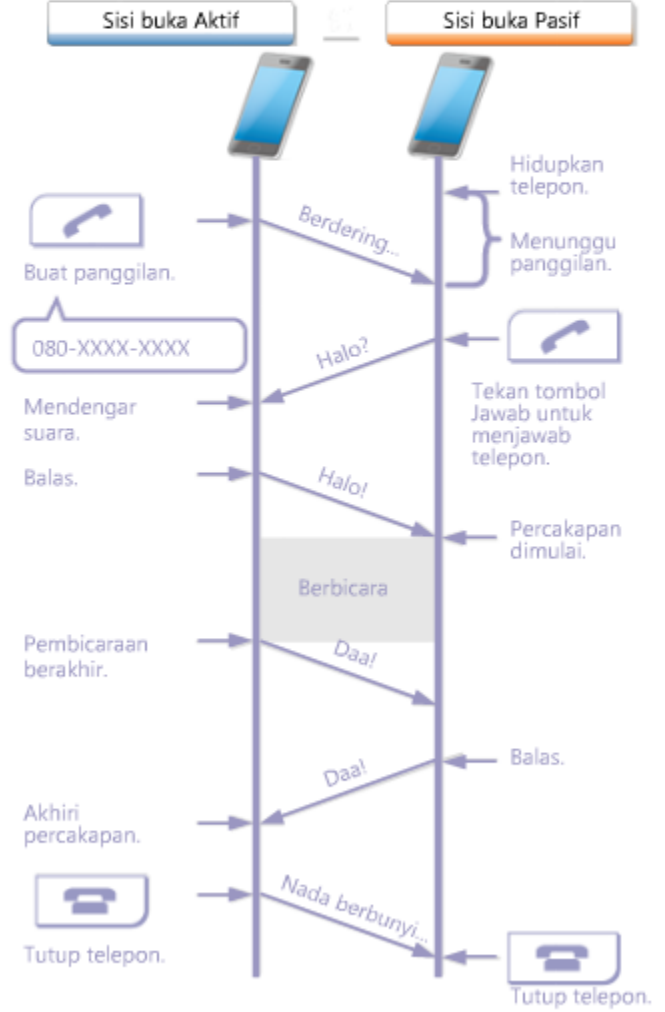 Sisi buka Aktif
Sisi buka Pasif
Hidupkan
telepon.
Berdering...
Menunggu
panggilan.
Buat panggilan.
080-XXXX-XXXX
Halo?
Tekan tombol
Jawab untuk
menjawab
telepon.
Mendengar
suara.
Balas.
Halo!
Percakapan
dimulai.
Berbicara
Pembicaraan
berakhir.
Daa!
Balas.
Daa!
Akhiri
percakapan.
Nada berbunyi...
Tutup telepon.
Tutup telepon.